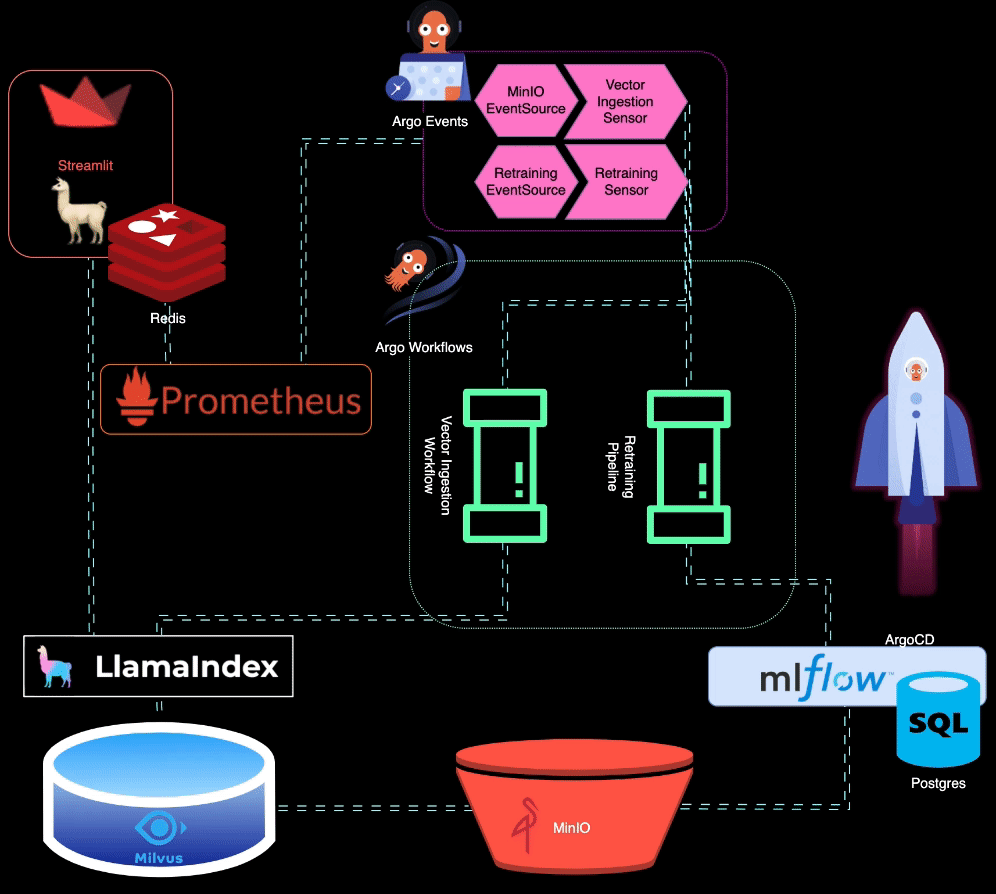 Argo Events
MinIO
EventSource
Vector
Ingestion
Sensor
Retraining
EventSource
Retraining
Sensor
Streamlit
Redis
Argo Workflows
Prometheus
Vector Ingestion
Workflow
Retraining
Pipeline
ArgoCD
LlamaIndex
mlflow™
SQL
Postgres
Milvus
MinIO